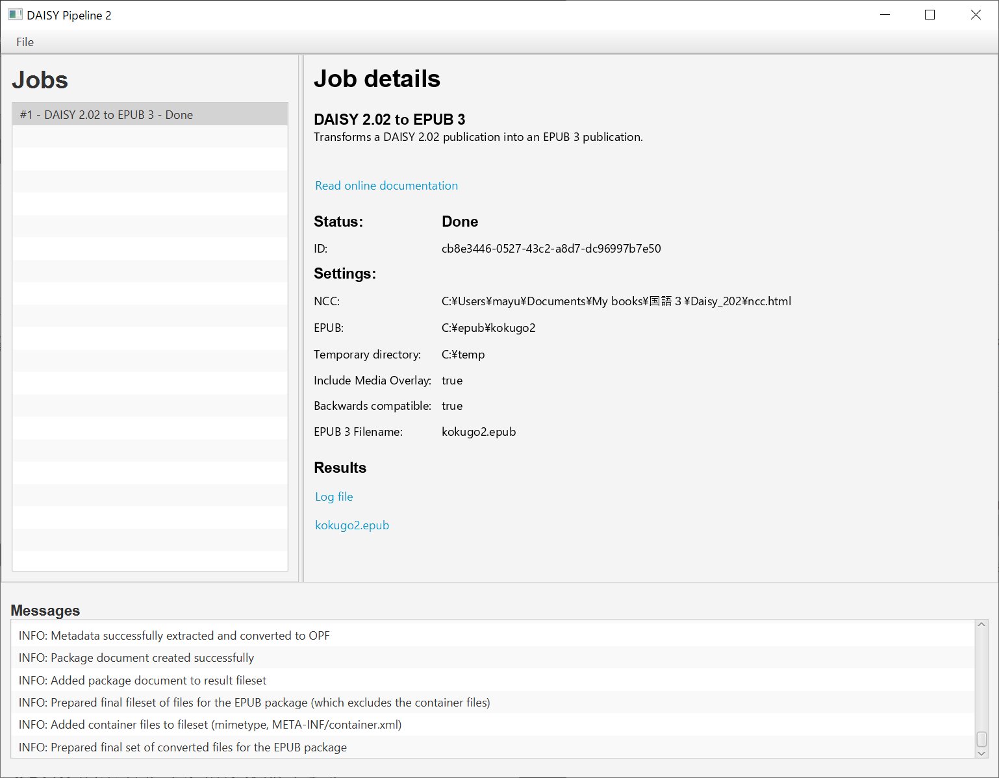 DAISY Pipeline 2
File
Jobs
#1 - DAISY 2.02 to EPUB 3 - Done
Job details
DAISY 2.02 to EPUB 3
Transforms a DAISY 2.02 publication into an EPUB 3 publication.
Read online documentation
Status: Done
ID: cb8e3446-0527-43c2-a8d7-dc96997b7e50
Settings:
NCC: C:¥Users¥mayu¥Documents¥My books¥国語３¥Daisy_202¥ncc.html
EPUB: C:¥epub¥kokugo2
Temporary directory: C:¥temp
Include Media Overlay: true
Backwards compatible: true
EPUB 3 Filename: kokugo2.epub
Results
Log file
kokugo2.epub
Messages
INFO: Metadata successfully extracted and converted to OPF
INFO: Package document created successfully
INFO: Added package document to result fileset
INFO: Prepared final fileset of files for the EPUB package (which excludes the container files)
INFO: Added container files to fileset (mimetype, META-INF/container.xml)
INFO: Prepared final set of converted files for the EPUB package